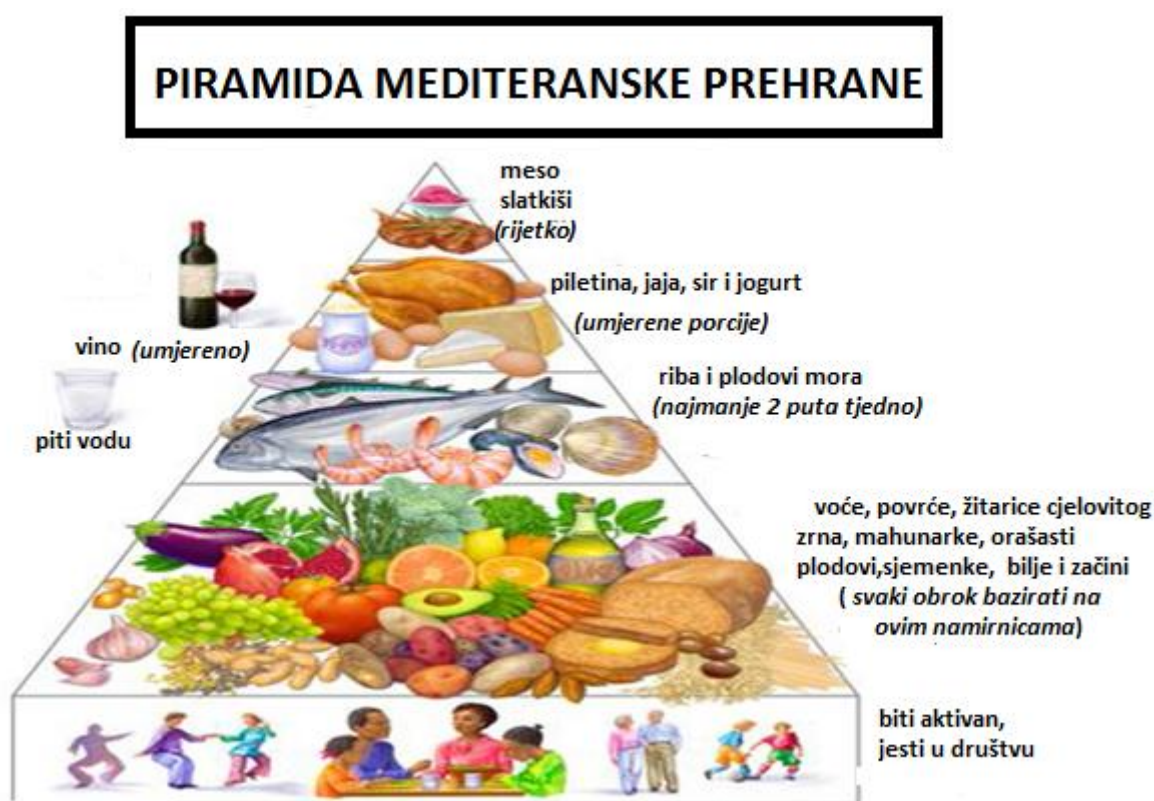 PIRAMIDA MEDITERANSKE PREHRANE
meso
slatkiši
(rijetko)
piletina, jaja, sir i jogurt
(umjerene porcije)
vino (umjereno)
riba i plodovi mora
(najmanje 2 puta tjedno)
piti vodu
voće, povrće, žitarice cjelovitog
zrna, mahunarke, orašasti
plodovi,sjemenke, bilje i začini
( svaki obrok bazirati na
ovim namirnicama)
biti aktivan,
jesti u društvu